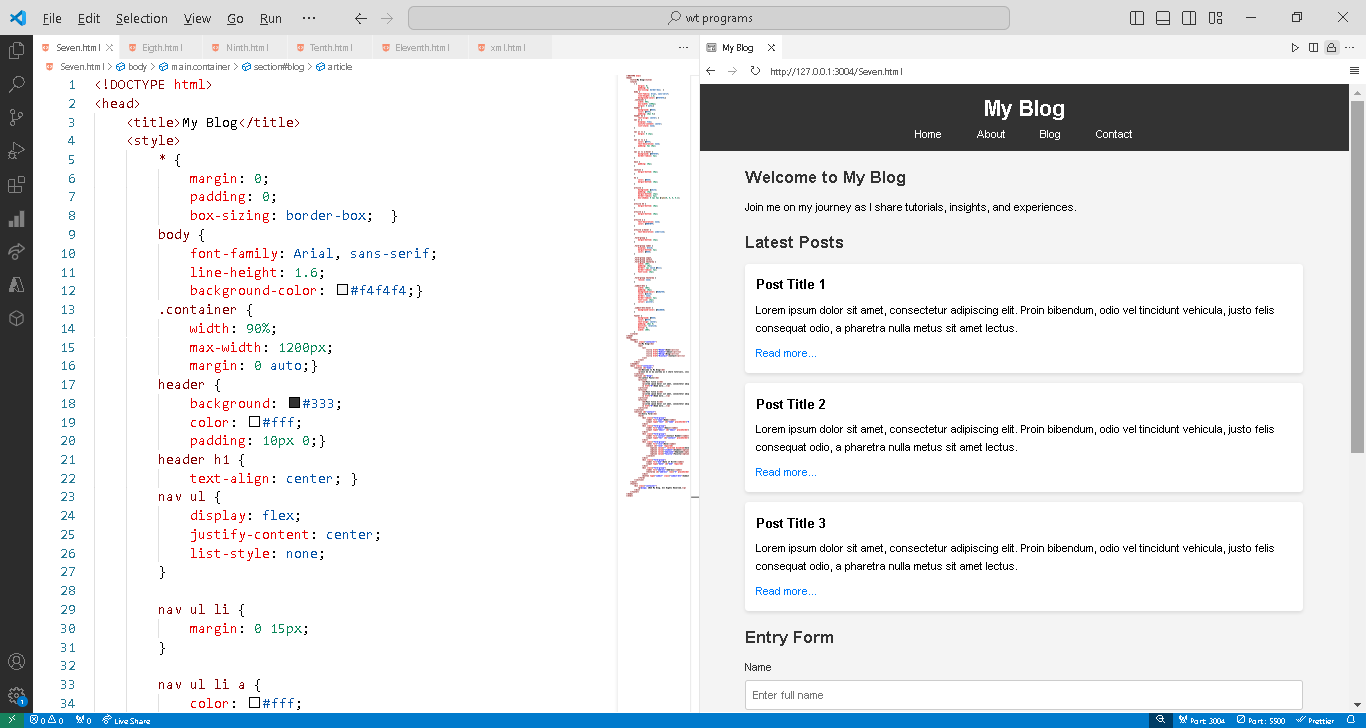 File Edit Selection View Go Run ··· wt programs
Seven.html Eigth.html Ninth.html Tenth.html Eleventh.html xml.html ···
Seven.html > body > main.container > section#blog > article
1 <!DOCTYPE html>
2 <head>
3 <title>My Blog</title>
4 <style>
5 * {
6 margin: 0;
7 padding: 0;
8 box-sizing: border-box; }
9 body {
10 font-family: Arial, sans-serif;
11 line-height: 1.6;
12 background-color: #f4f4f4;}
13 .container {
14 width: 90%;
15 max-width: 1200px;
16 margin: 0 auto;}
17 header {
18 background: #333;
19 color: #fff;
20 padding: 10px 0;}
21 header h1 {
22 text-align: center; }
23 nav ul {
24 display: flex;
25 justify-content: center;
26 list-style: none;
27 }
28
29 nav ul li {
30 margin: 0 15px;
31 }
32
33 nav ul li a {
34 color: #fff;
My Blog
http://127.0.0.1:3004/Seven.html
My Blog
Home About Blog Contact
Welcome to My Blog
Join me on my journey as I share tutorials, insights, and experiences.
Latest Posts
Post Title 1
Lorem ipsum dolor sit amet, consectetur adipiscing elit. Proin bibendum, odio vel tincidunt vehicula, justo felis
consequat odio, a pharetra nulla metus sit amet lectus.
Read more...
Post Title 2
Lorem ipsum dolor sit amet, consectetur adipiscing elit. Proin bibendum, odio vel tincidunt vehicula, justo felis
consequat odio, a pharetra nulla metus sit amet lectus.
Read more...
Post Title 3
Lorem ipsum dolor sit amet, consectetur adipiscing elit. Proin bibendum, odio vel tincidunt vehicula, justo felis
consequat odio, a pharetra nulla metus sit amet lectus.
Read more...
Entry Form
Name
Enter full name
1
0 0 0 Live Share Port: 3004 Port: 5500 Prettier